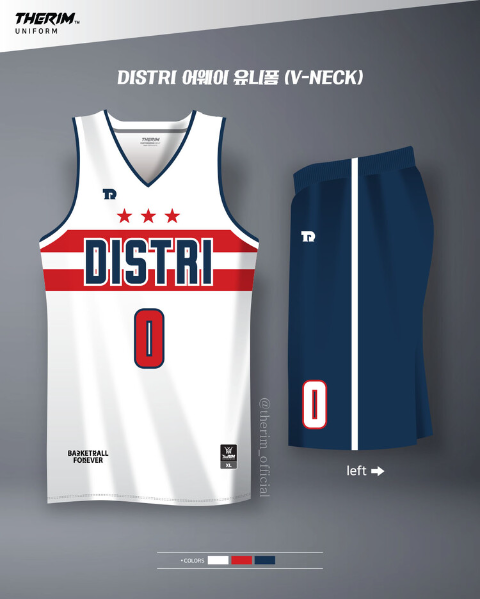 THERIM™
UNIFORM
DISTRI 어웨이 유니폼 (V-NECK)
THERIM
DISTRI
0
0
BASKETBALL
FOREVER
THERIM
XL
@therim_official
left
• COLORS